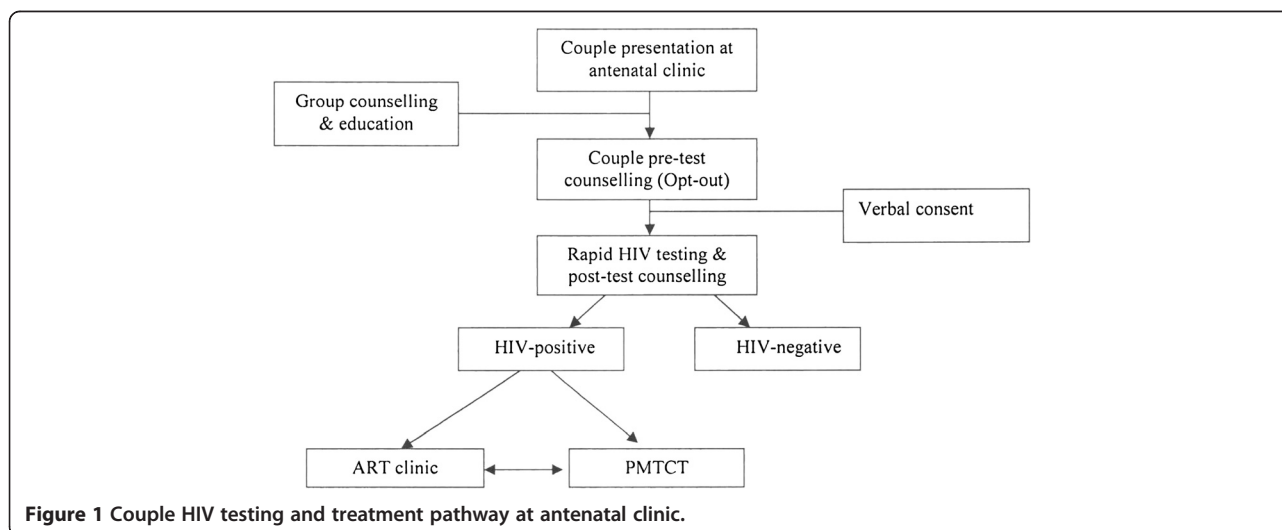 Couple presentation at
antenatal clinic
Group counselling
& education
Couple pre-test
counselling (Opt-out)
Verbal consent
Rapid HIV testing &
post-test counselling
HIV-positive
HIV-negative
ART clinic
PMTCT
Figure 1 Couple HIV testing and treatment pathway at antenatal clinic.